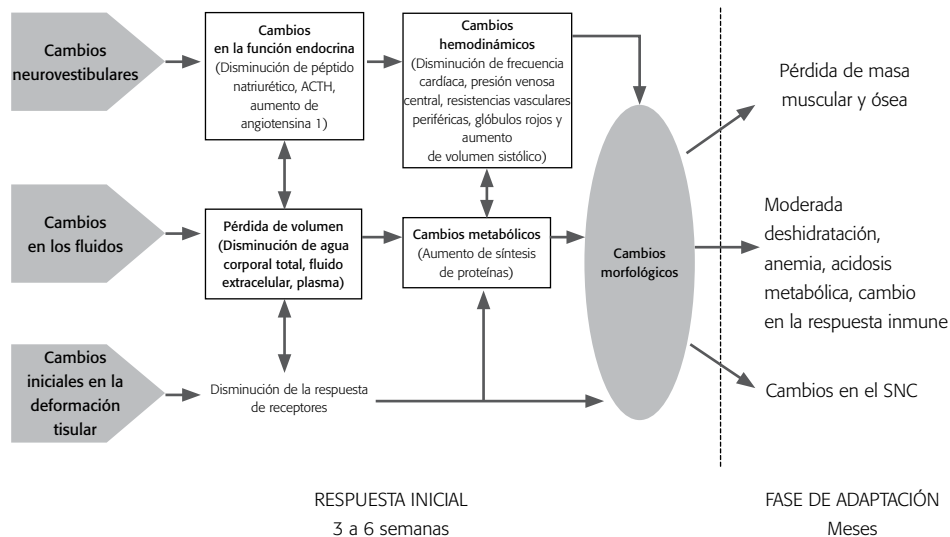 Cambios
neurovestibulares
Cambios
en la función endocrina
(Disminución de péptido
natriurético, ACTH,
aumento de
angiotensina 1)
Cambios
hemodinámicos
(Disminución de frecuencia
cardíaca, presión venosa
central, resistencias vasculares
periféricas, glóbulos rojos y
aumento
de volumen sistólico)
Pérdida de masa
muscular y ósea
Cambios
en los fluidos
Pérdida de volumen
(Disminución de agua
corporal total, fluido
extracelular, plasma)
Cambios metabólicos
(Aumento de síntesis
de proteínas)
Cambios
morfológicos
Moderada
deshidratación,
anemia, acidosis
metabólica, cambio
en la respuesta inmune
Cambios
iniciales en la
deformación
tisular
Disminución de la respuesta
de receptores
Cambios en el SNC
RESPUESTA INICIAL
3 a 6 semanas
FASE DE ADAPTACIÓN
Meses